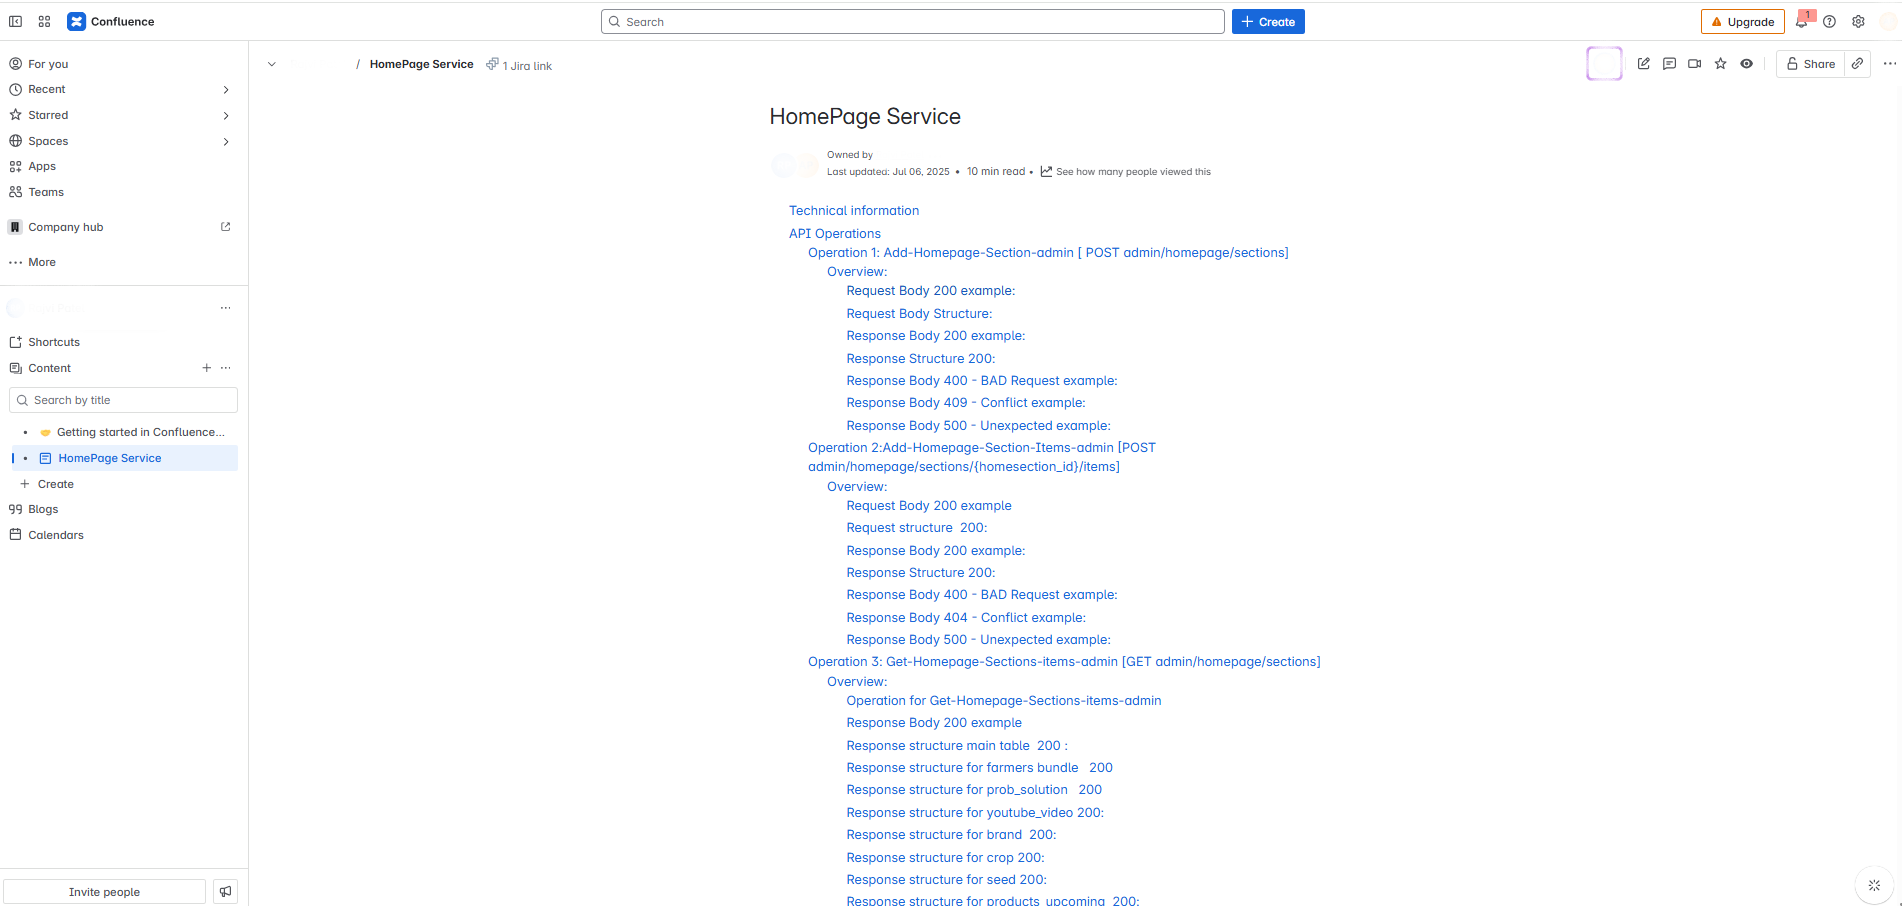 Confluence
Search
Create
Upgrade
1
For you
Recent
Starred
Spaces
Apps
Teams
Company hub
More
Shortcuts
Content
Search by title
Getting started in Confluence...
HomePage Service
Create
Blogs
Calendars
Invite people
/ HomePage Service 1 Jira link
Share
HomePage Service
Owned by
Last updated: Jul 06, 2025 • 10 min read • See how many people viewed this
Technical information
API Operations
Operation 1: Add-Homepage-Section-admin [ POST admin/homepage/sections]
Overview:
Request Body 200 example:
Request Body Structure:
Response Body 200 example:
Response Structure 200:
Response Body 400 - BAD Request example:
Response Body 409 - Conflict example:
Response Body 500 - Unexpected example:
Operation 2:Add-Homepage-Section-Items-admin [POST
admin/homepage/sections/{homesection_id}/items]
Overview:
Request Body 200 example
Request structure  200:
Response Body 200 example:
Response Structure 200:
Response Body 400 - BAD Request example:
Response Body 404 - Conflict example:
Response Body 500 - Unexpected example:
Operation 3: Get-Homepage-Sections-items-admin [GET admin/homepage/sections]
Overview:
Operation for Get-Homepage-Sections-items-admin
Response Body 200 example
Response structure main table  200 :
Response structure for farmers bundle   200
Response structure for prob_solution   200
Response structure for youtube_video 200:
Response structure for brand  200:
Response structure for crop 200:
Response structure for seed 200:
Response structure for products_upcoming  200: